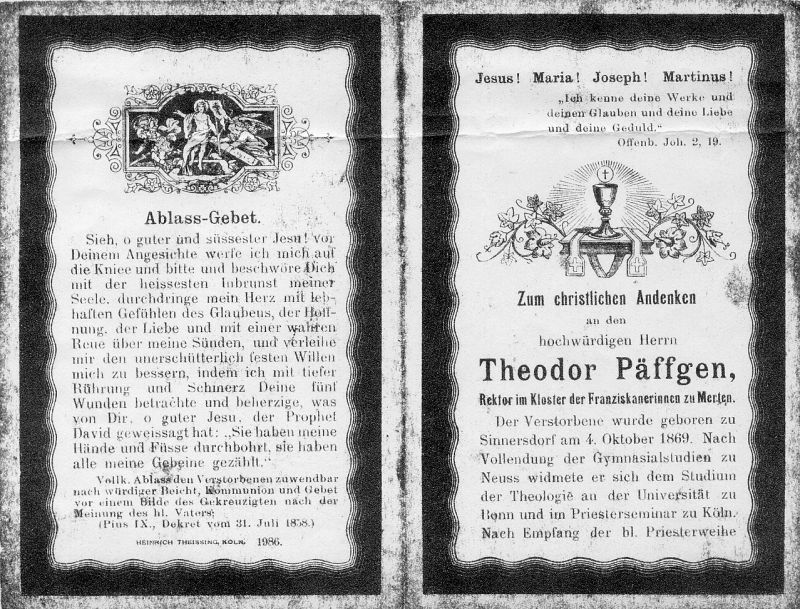 Ablass-Gebet.
Sieh, o guter und süssester Jesu! vor
Deinem Angesichte werfe ich mich auf
die Kniee und bitte und beschwöre Dich
mit der heissesten Inbrunst meiner
Seele, durchdringe mein Herz mit leb-
haften Gefühlen des Glaubens, der Hoff-
nung, der Liebe und mit einer wahren
Reue über meine Sünden, und verleihe
mir den unerschütterlich festen Willen
mich zu bessern, indem ich mit tiefer
Rührung und Schmerz Deine fünf
Wunden betrachte und beherzige, was
von Dir, o guter Jesu, der Prophet
David geweissagt hat: „Sie haben meine
Hände und Füsse durchbohrt, sie haben
alle meine Gebeine gezählt.“
Vollk. Ablass den Verstorbenen zuwendbar
nach würdiger Beicht, Kommunion und Gebet
vor einem Bilde des Gekreuzigten nach der
Meinung des hl. Vaters.
(Pius IX., Dekret vom 31. Juli 1858.)
HEINRICH THEISSING, KÖLN. 1986.
Jesus! Maria! Joseph! Martinus!
„Ich kenne deine Werke und
deinen Glauben und deine Liebe
und deine Geduld.“
Offenb. Joh. 2, 19.
Zum christlichen Andenken
an den
hochwürdigen Herrn
Theodor Päffgen,
Rektor im Kloster der Franziskanerinnen zu Merten.
Der Verstorbene wurde geboren zu
Sinnersdorf am 4. Oktober 1869. Nach
Vollendung der Gymnasialstudien zu
Neuss widmete er sich dem Studium
der Theologie an der Universität zu
Bonn und im Priesterseminar zu Köln.
Nach Empfang der hl. Priesterweihe